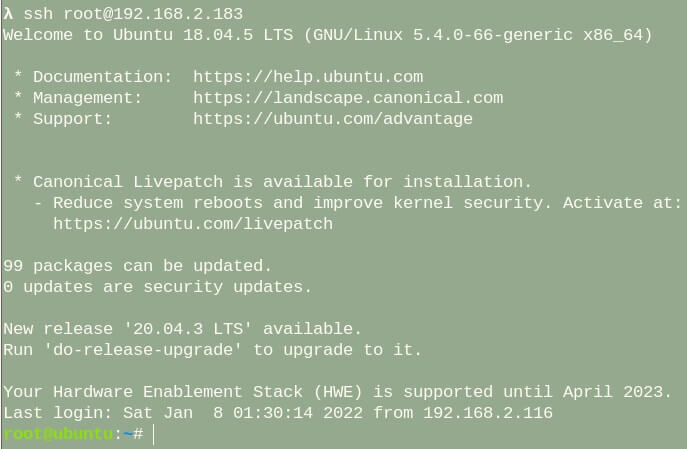 λ ssh root@192.168.2.183
Welcome to Ubuntu 18.04.5 LTS (GNU/Linux 5.4.0-66-generic x86_64)
* Documentation:  https://help.ubuntu.com
* Management:     https://landscape.canonical.com
* Support:        https://ubuntu.com/advantage
* Canonical Livepatch is available for installation.
- Reduce system reboots and improve kernel security. Activate at:
https://ubuntu.com/livepatch
99 packages can be updated.
0 updates are security updates.
New release '20.04.3 LTS' available.
Run 'do-release-upgrade' to upgrade to it.
Your Hardware Enablement Stack (HWE) is supported until April 2023.
Last login: Sat Jan  8 01:30:14 2022 from 192.168.2.116
root@ubuntu:~#